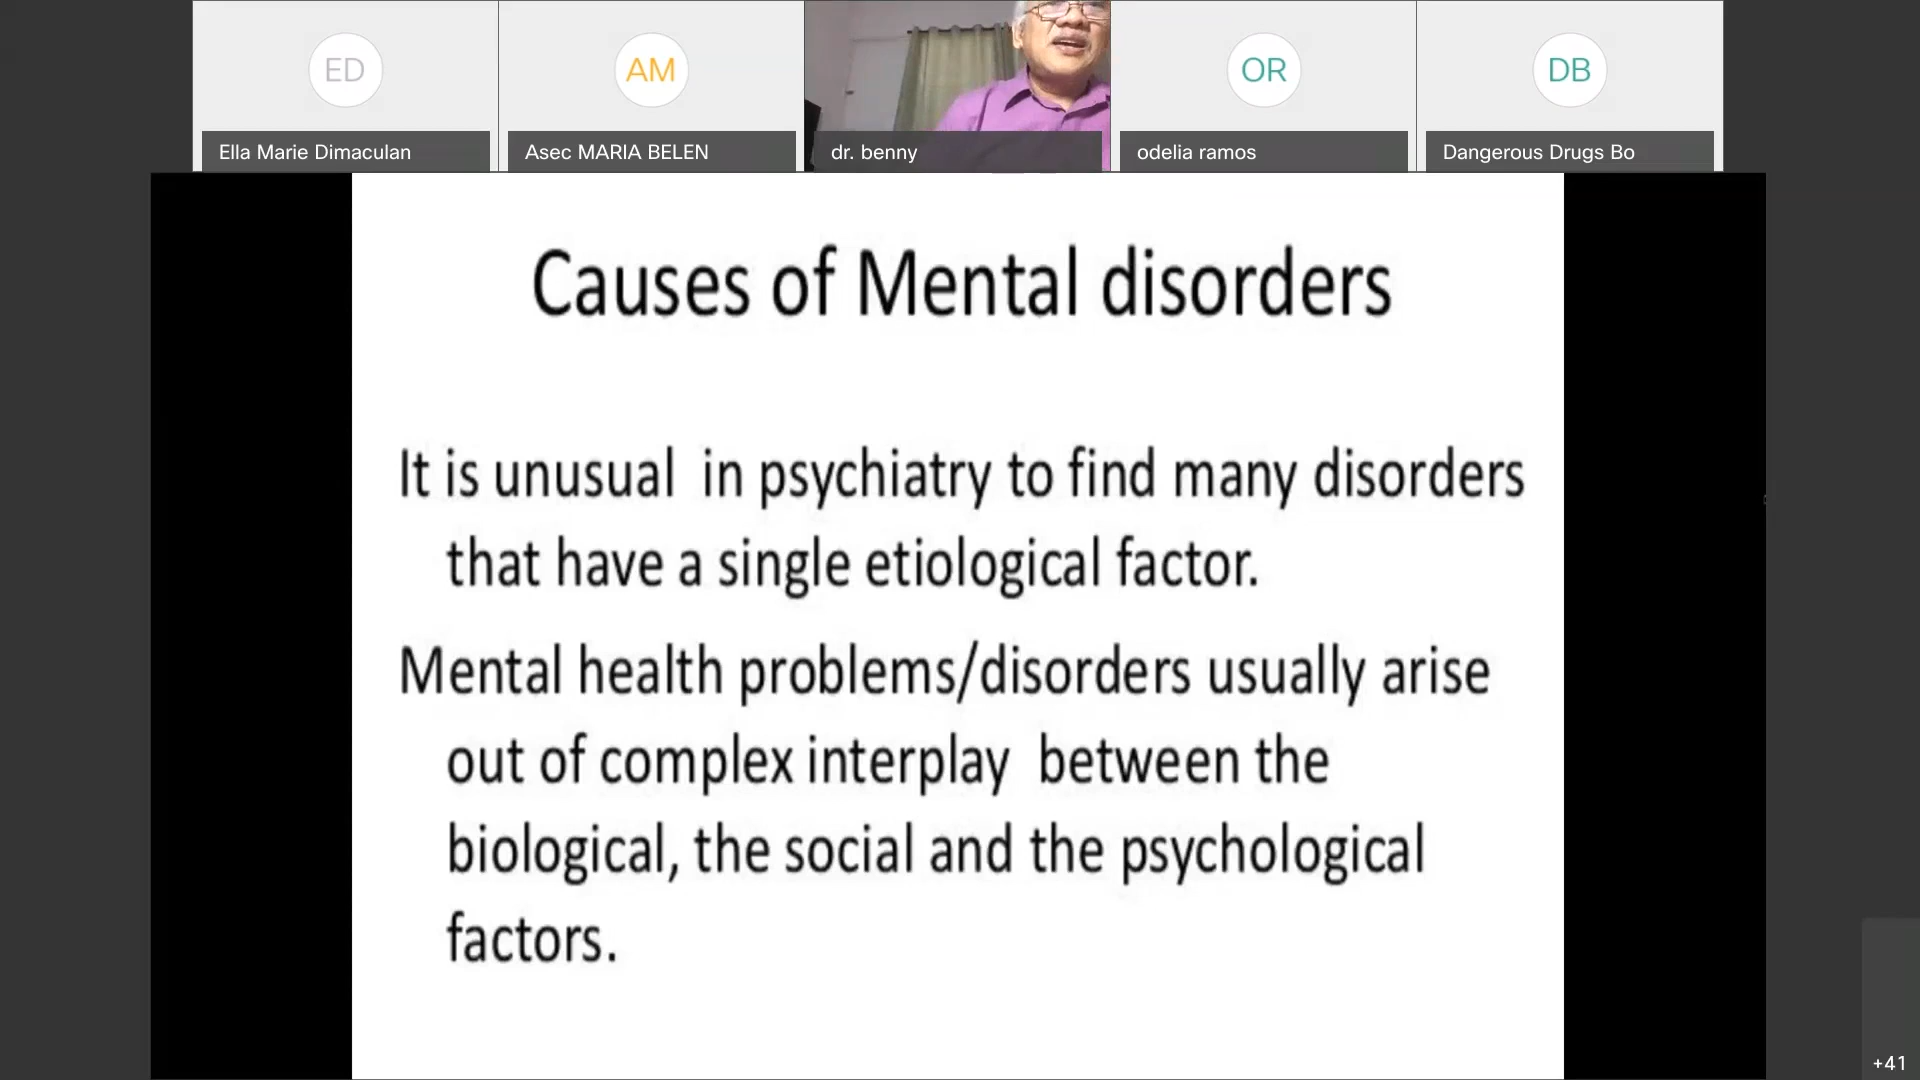 ED
AM
OR
DB
Ella Marie Dimaculan
Asec MARIA BELEN
dr. benny
odelia ramos
Dangerous Drugs Bo
Causes of Mental disorders
It is unusual in psychiatry to find many disorders
that have a single etiological factor.
Mental health problems/disorders usually arise
out of complex interplay between the
biological, the social and the psychological
factors.
+41